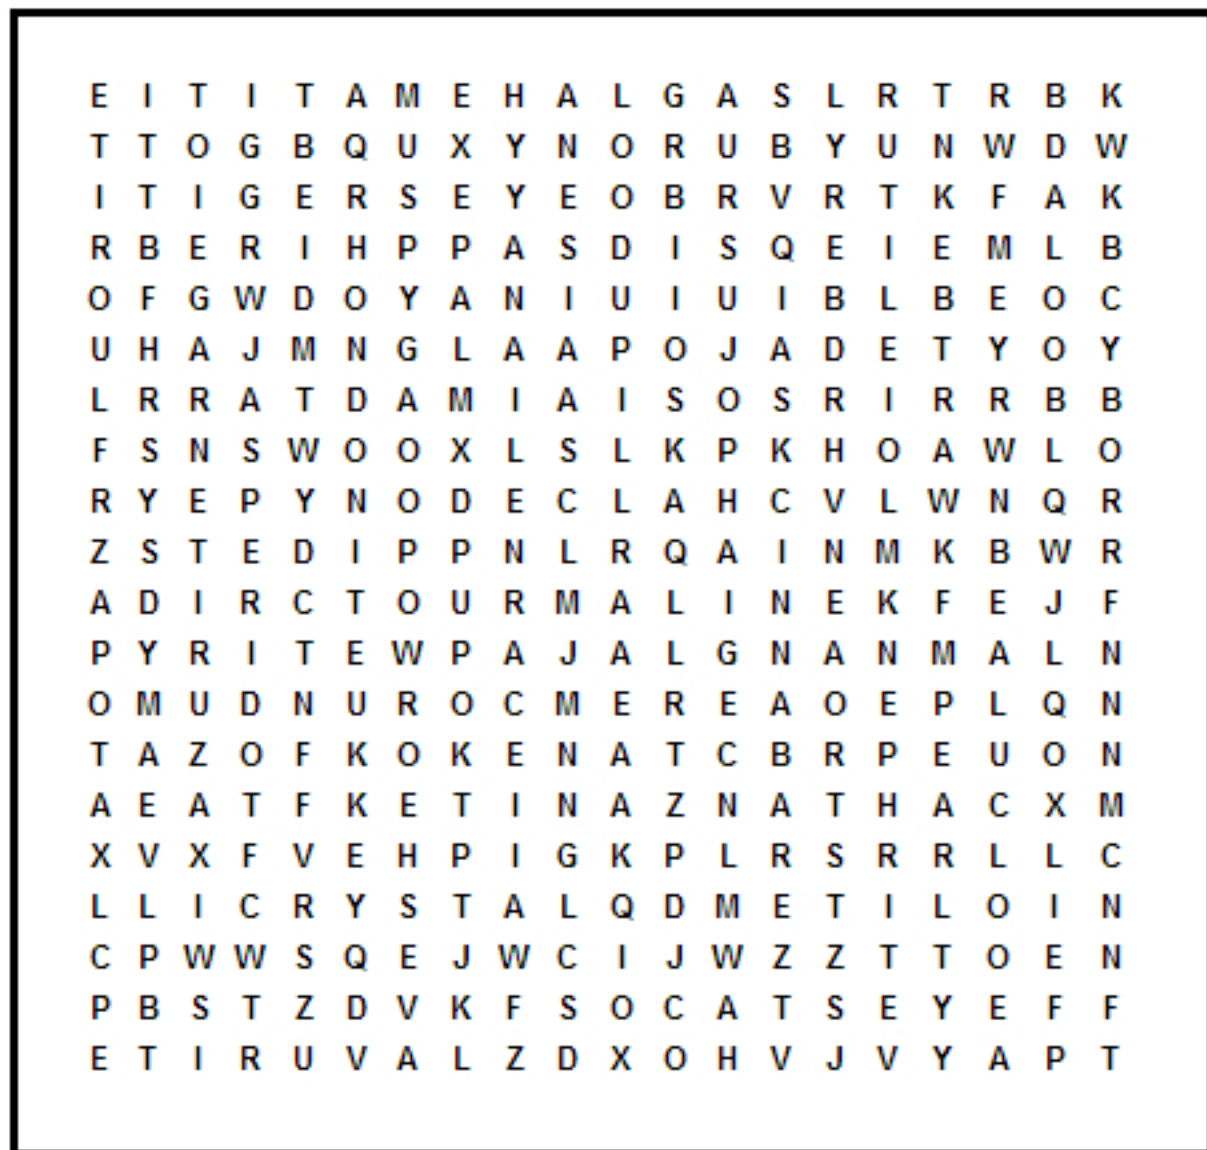 E I T I T A M E H A L G A S L R T R B K
T T O G B Q U X Y N O R U B Y U N W D W
I T I G E R S E Y E O B R V R T K F A K
R B E R I H P P A S D I S Q E I E M L B
O F G W D O Y A N I U I U I B L B E O C
U H A J M N G L A A P O J A D E T Y O Y
L R R A T D A M I A I S O S R I R R B B
F S N S W O O X L S L K P K H O A W L O
R Y E P Y N O D E C L A H C V L W N Q R
Z S T E D I P P N L R Q A I N M K B W R
A D I R C T O U R M A L I N E K F E J F
P Y R I T E W P A J A L G N A N M A L N
O M U D N U R O C M E R E A O E P L Q N
T A Z O F K O K E N A T C B R P E U O N
A E A T F K E T I N A Z N A T H A C X M
X V X F V E H P I G K P L R S R R L L C
L L I C R Y S T A L Q D M E T I L O I N
C P W W S Q E J W C I J W Z Z T T O E N
P B S T Z D V K F S O C A T S E Y E F F
E T I R U V A L Z D X O H V J V Y A P T